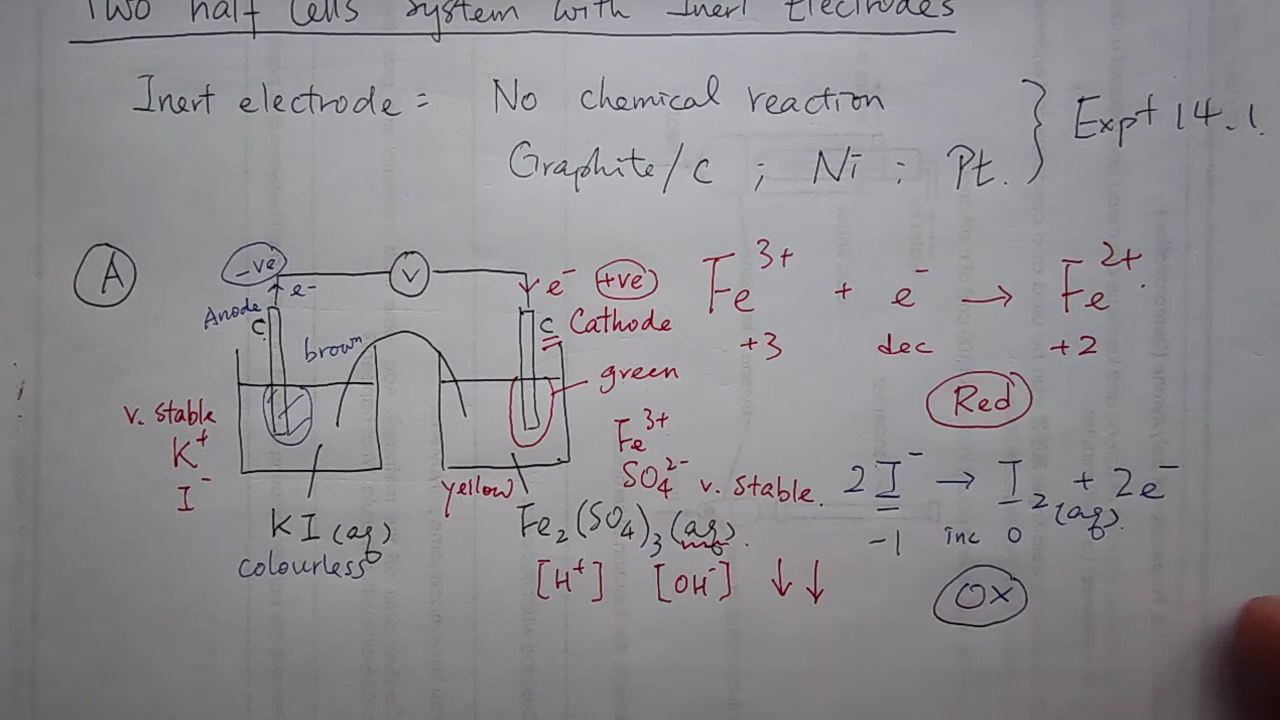 Two half Cells System with Inert Electrodes
Inert electrode = No chemical reaction
Graphite/C ; Ni ; Pt.
} Expt 14.1.
A
-ve
V
e⁻
+ve
Anode
e⁻
C
C
Cathode
brown
green
Fe³⁺ + e⁻ → Fe²⁺.
+3 dec +2
Red
v. stable
K⁺
I⁻
Fe³⁺
SO₄²⁻ v. stable.
yellow
KI (aq)
colourless
Fe₂(SO₄)₃ (aq).
[H⁺] [OH⁻] ↓↓
2I⁻ → I₂ (aq). + 2e⁻
-1 inc 0
OX